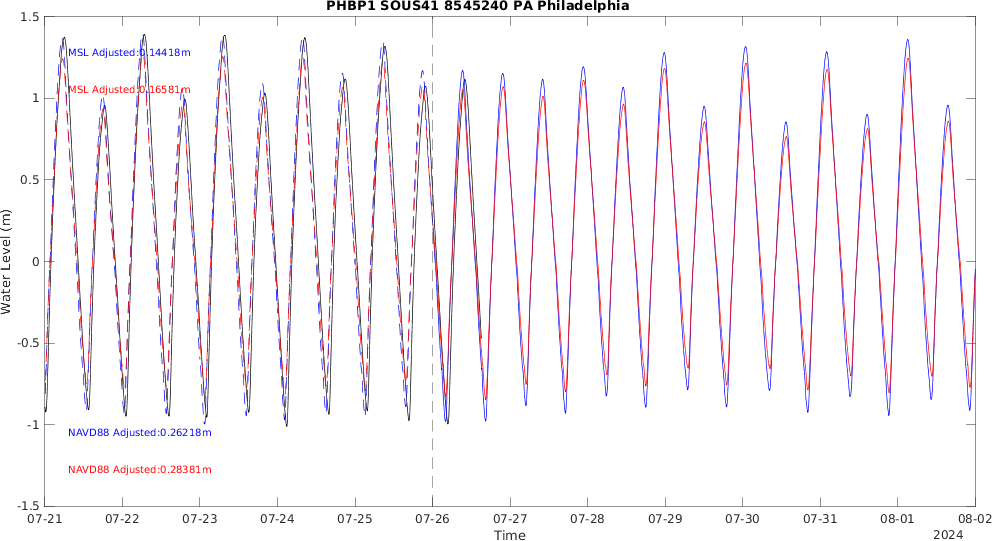 PHBP1 SOUS41 8545240 PA Philadelphia
1.5
MSL Adjusted:0.14418m
MSL Adjusted:0.16581m
1
0.5
Water Level (m)
0
-0.5
-1
NAVD88 Adjusted:0.26218m
NAVD88 Adjusted:0.28381m
-1.5
07-21 07-22 07-23 07-24 07-25 07-26 07-27 07-28 07-29 07-30 07-31 08-01 08-02
Time
2024